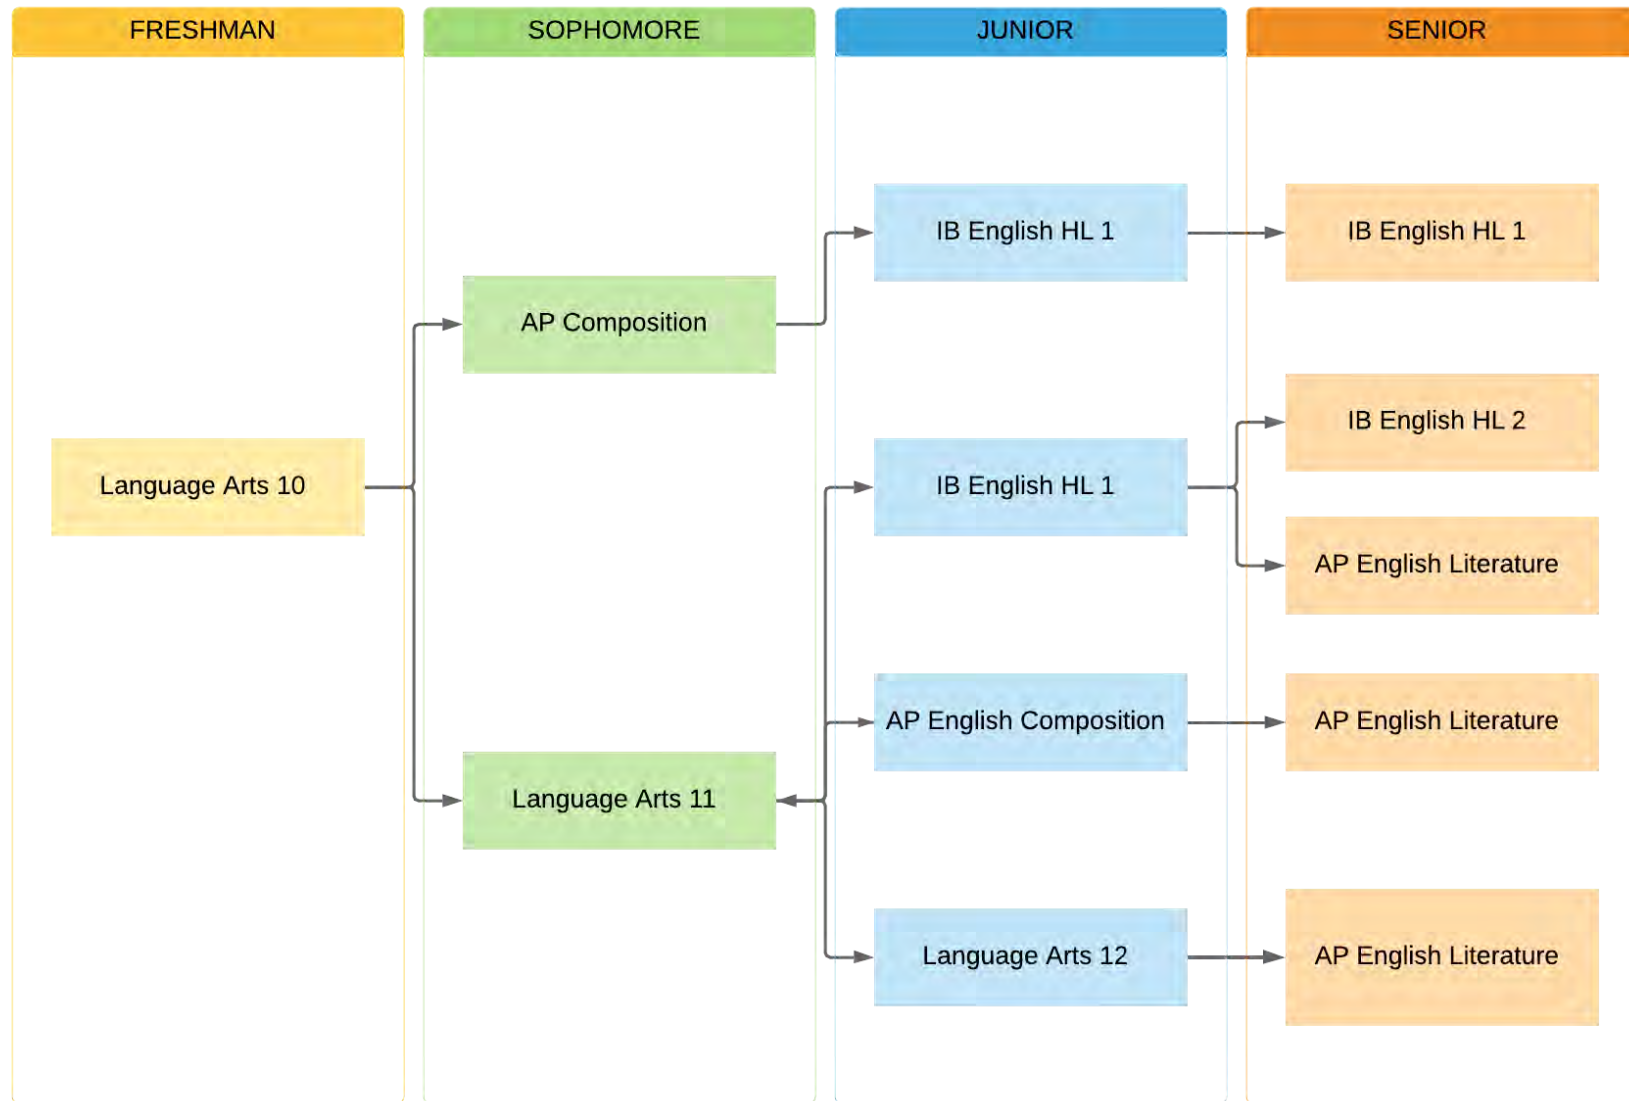 FRESHMAN
SOPHOMORE
JUNIOR
SENIOR
Language Arts 10
AP Composition
Language Arts 11
IB English HL 1
IB English HL 1
AP English Composition
Language Arts 12
IB English HL 1
IB English HL 2
AP English Literature
AP English Literature
AP English Literature